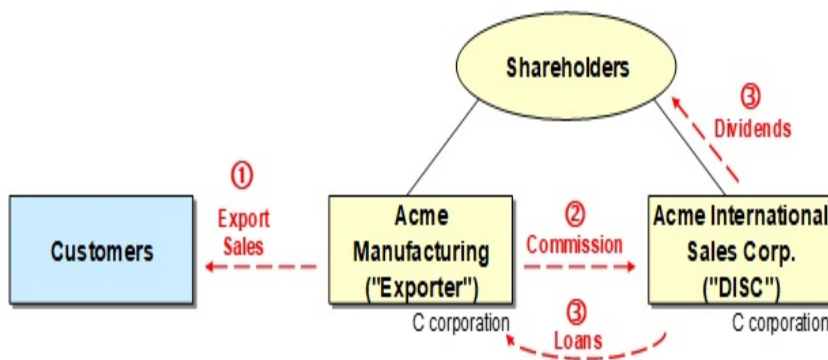 Shareholders
③
Dividends
①
Export
Sales
Customers
Acme
Manufacturing
("Exporter")
C corporation
②
Commission
③
Loans
Acme International
Sales Corp.
("DISC")
C corporation